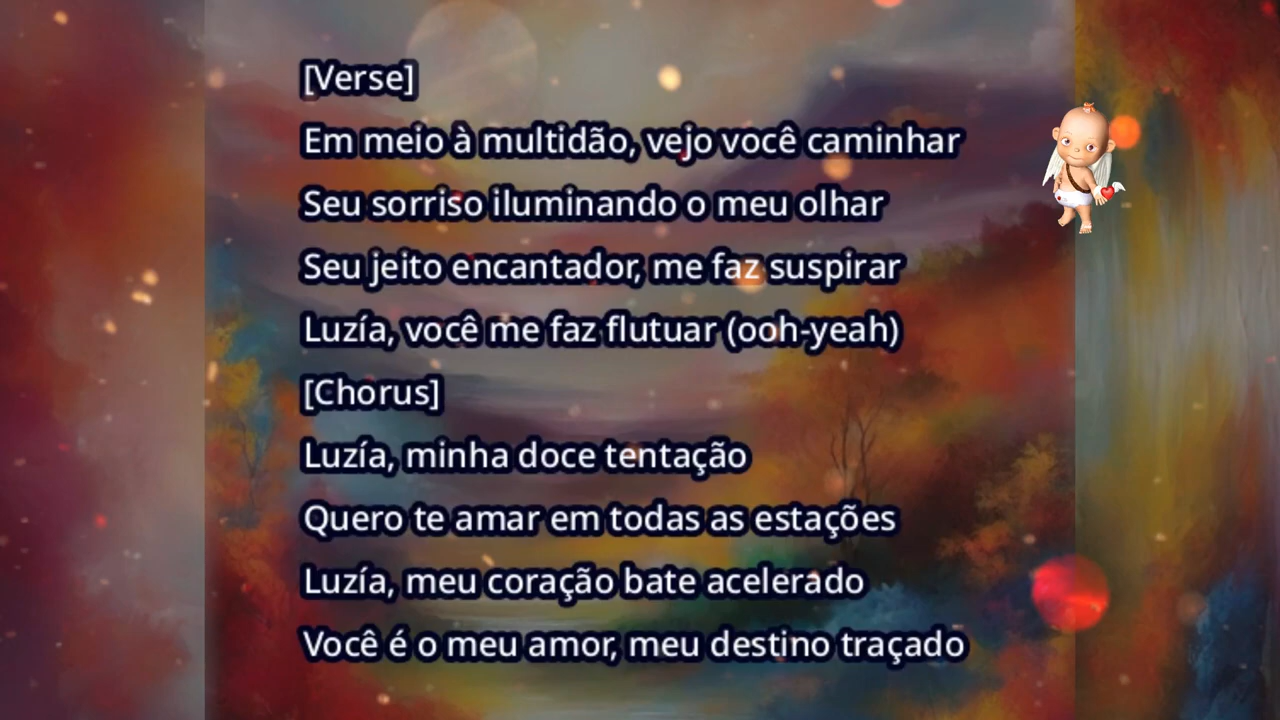 [Verse]
Em meio à multidão, vejo você caminhar
Seu sorriso iluminando o meu olhar
Seu jeito encantador, me faz suspirar
Luzía, você me faz flutuar (ooh-yeah)
[Chorus]
Luzía, minha doce tentação
Quero te amar em todas as estações
Luzía, meu coração bate acelerado
Você é o meu amor, meu destino traçado